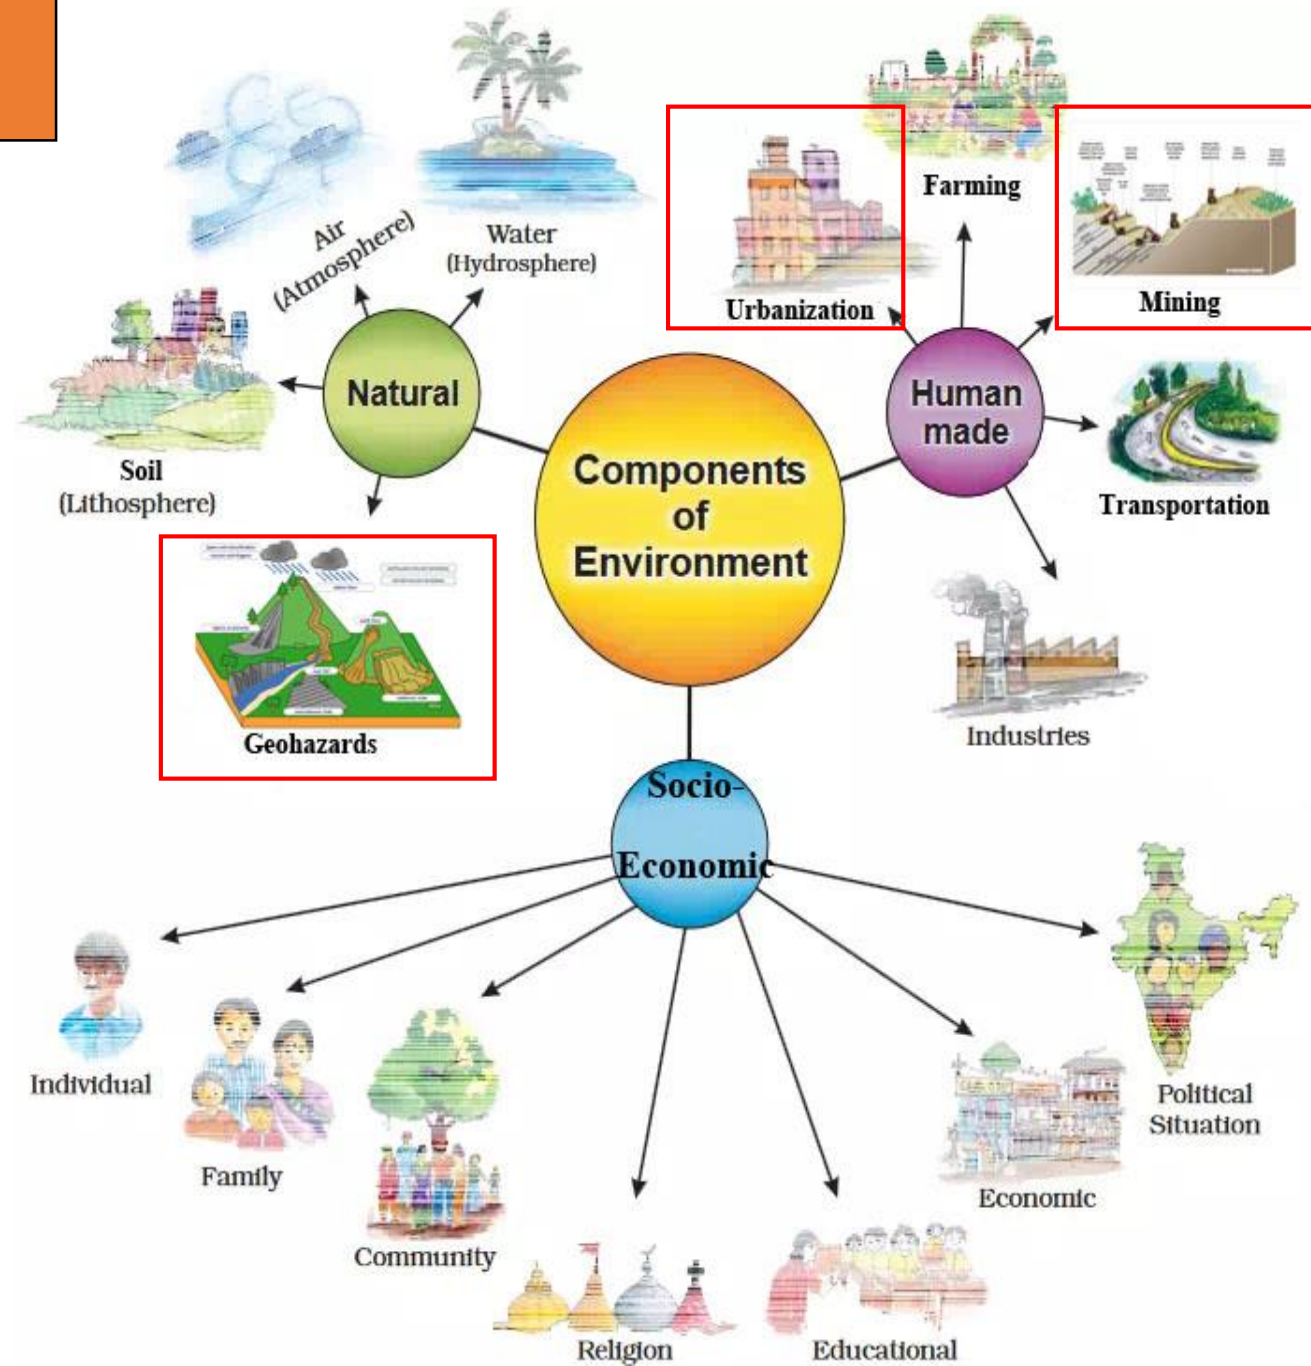 Air
(Atmosphere)
Water
(Hydrosphere)
Farming
Urbanization
Mining
Natural
Human
made
Soil
(Lithosphere)
Components
of
Environment
Transportation
Geohazards
Industries
Socio-
Economic
Individual
Family
Community
Religion
Educational
Economic
Political
Situation